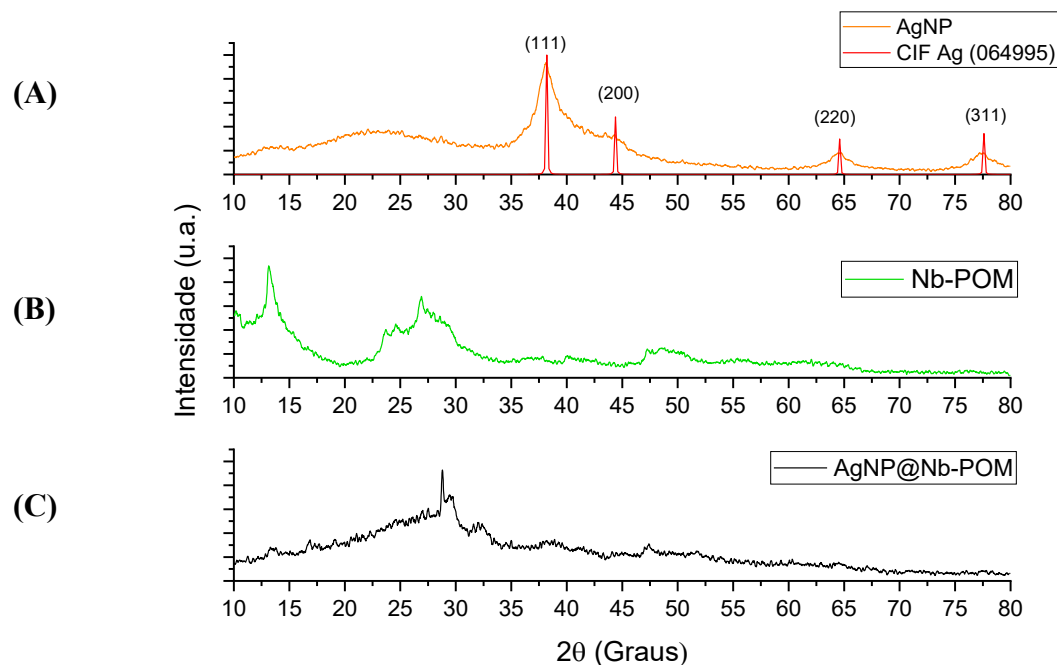 AgNP
CIF Ag (064995)
(A)
(111)
(200)
(220)
(311)
10 15 20 25 30 35 40 45 50 55 60 65 70 75 80
(B)
Nb-POM
10 15 20 25 30 35 40 45 50 55 60 65 70 75 80
Intensidade (u.a.)
(C)
AgNP@Nb-POM
10 15 20 25 30 35 40 45 50 55 60 65 70 75 80
2θ (Graus)